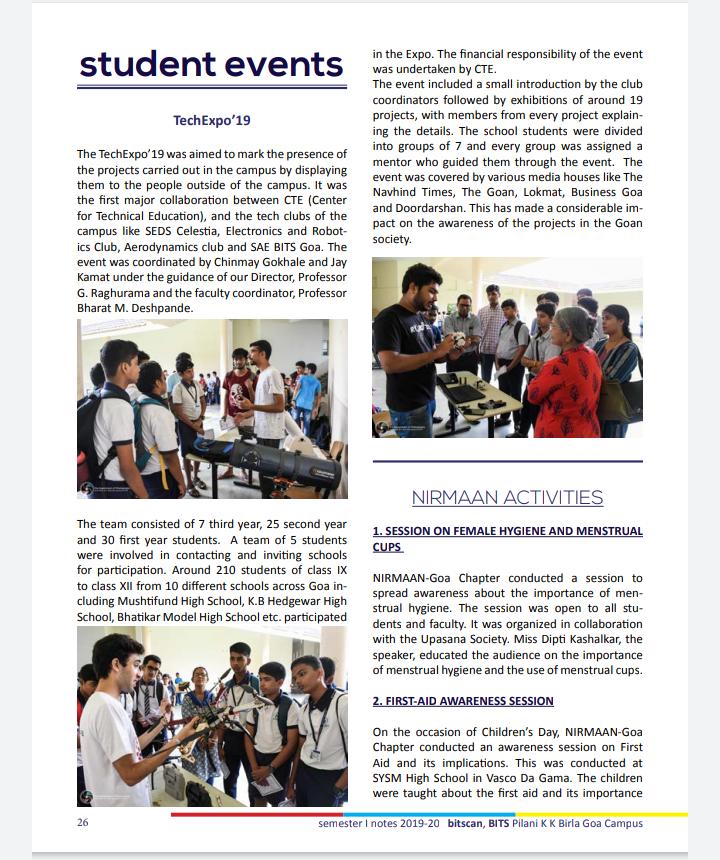 student events
TechExpo'19
The TechExpo'19 was aimed to mark the presence of
the projects carried out in the campus by displaying
them to the people outside of the campus. It was
the first major collaboration between CTE (Center
for Technical Education), and the tech clubs of the
campus like SEDS Celestia, Electronics and Robot-
ics Club, Aerodynamics club and SAE BITS Goa. The
event was coordinated by Chinmay Gokhale and Jay
Kamat under the guidance of our Director, Professor
G. Raghurama and the faculty coordinator, Professor
Bharat M. Deshpande.
The team consisted of 7 third year, 25 second year
and 30 first year students. A team of 5 students
were involved in contacting and inviting schools
for participation. Around 210 students of class IX
to class XII from 10 different schools across Goa in-
cluding Mushtifund High School, K.B Hedgewar High
School, Bhatikar Model High School etc. participated
in the Expo. The financial responsibility of the event
was undertaken by CTE.
The event included a small introduction by the club
coordinators followed by exhibitions of around 19
projects, with members from every project explain-
ing the details. The school students were divided
into groups of 7 and every group was assigned a
mentor who guided them through the event. The
event was covered by various media houses like The
Navhind Times, The Goan, Lokmat, Business Goa
and Doordarshan. This has made a considerable im-
pact on the awareness of the projects in the Goan
society.
NIRMAAN ACTIVITIES
1. SESSION ON FEMALE HYGIENE AND MENSTRUAL
CUPS
NIRMAAN-Goa Chapter conducted a session to
spread awareness about the importance of men-
strual hygiene. The session was open to all stu-
dents and faculty. It was organized in collaboration
with the Upasana Society. Miss Dipti Kashalkar, the
speaker, educated the audience on the importance
of menstrual hygiene and the use of menstrual cups.
2. FIRST-AID AWARENESS SESSION
On the occasion of Children's Day, NIRMAAN-Goa
Chapter conducted an awareness session on First
Aid and its implications. This was conducted at
SYSM High School in Vasco Da Gama. The children
were taught about the first aid and its importance
26
semester I notes 2019-20 bitscan, BITS Pilani K K Birla Goa Campus